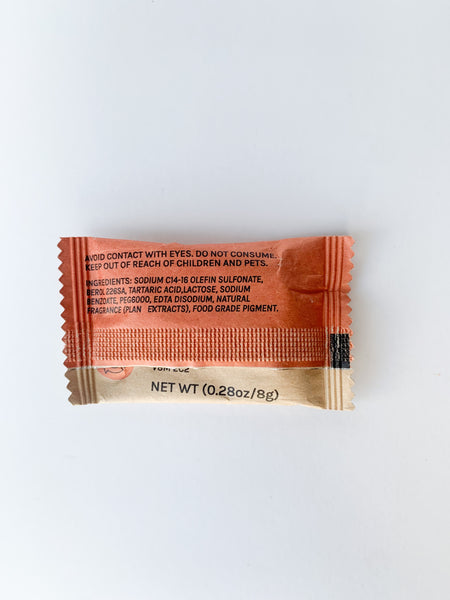 AVOID CONTACT WITH EYES. DO NOT CONSUME.
KEEP OUT OF REACH OF CHILDREN AND PETS.
INGREDIENTS: SODIUM C14-16 OLEFIN SULFONATE,
BEROL 226SA, TARTARIC ACID,LACTOSE, SODIUM
BENZOATE, PEG6000, EDTA DISODIUM, NATURAL
FRAGRANCE (PLAN EXTRACTS), FOOD GRADE PIGMENT.
2C2
NET WT (0.28oz/8g)